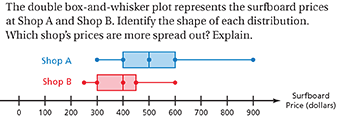 The double box-and-whisker plot represents the surfboard prices
at Shop A and Shop B. Identify the shape of each distribution.
Which shop's prices are more spread out? Explain.
Shop A
Shop B
Surfboard
Price (dollars)
0 100 200 300 400 500 600 700 800 900